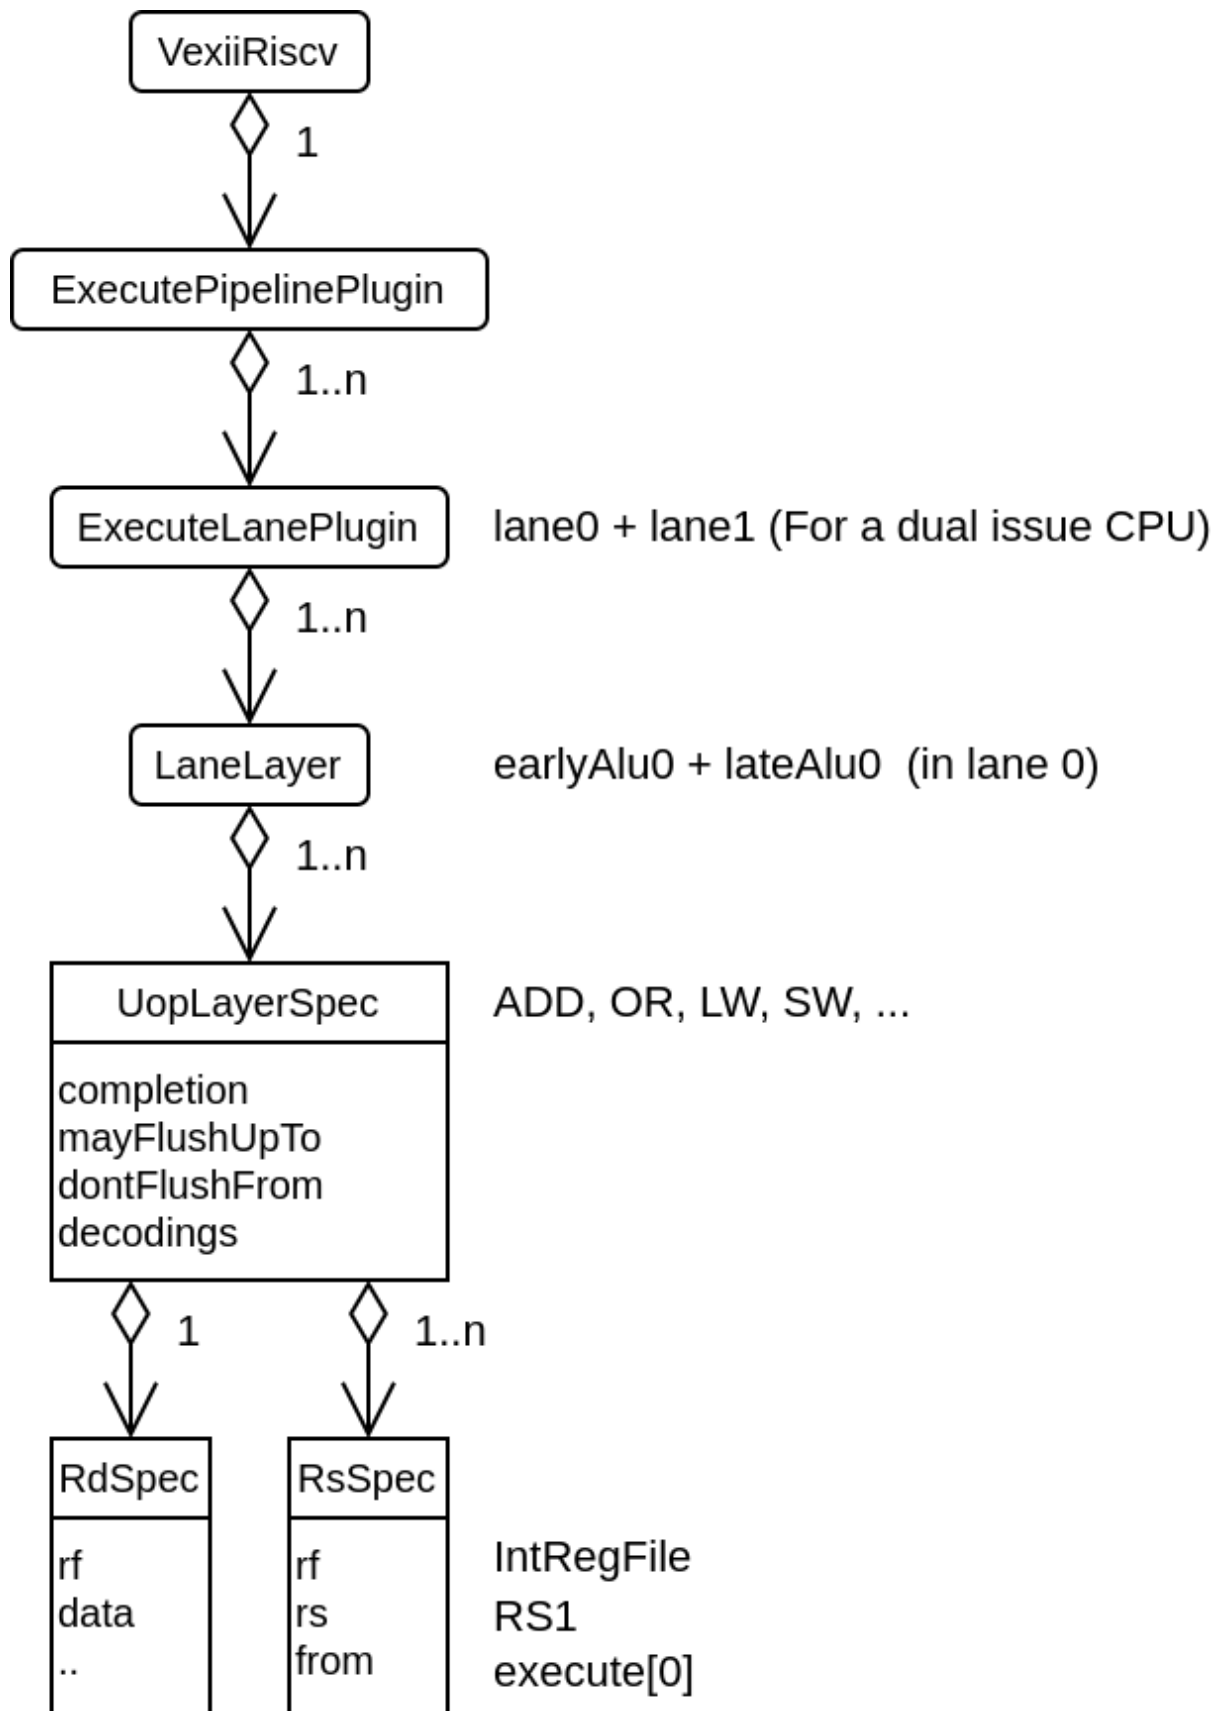 VexiiRiscv
1
ExecutePipelinePlugin
1..n
ExecuteLanePlugin
lane0 + lane1 (For a dual issue CPU)
1..n
LaneLayer
earlyAlu0 + lateAlu0  (in lane 0)
1..n
UopLayerSpec
ADD, OR, LW, SW, ...
completion
mayFlushUpTo
dontFlushFrom
decodings
1
1..n
RdSpec
rf
data
..
RsSpec
rf
rs
from
IntRegFile
RS1
execute[0]